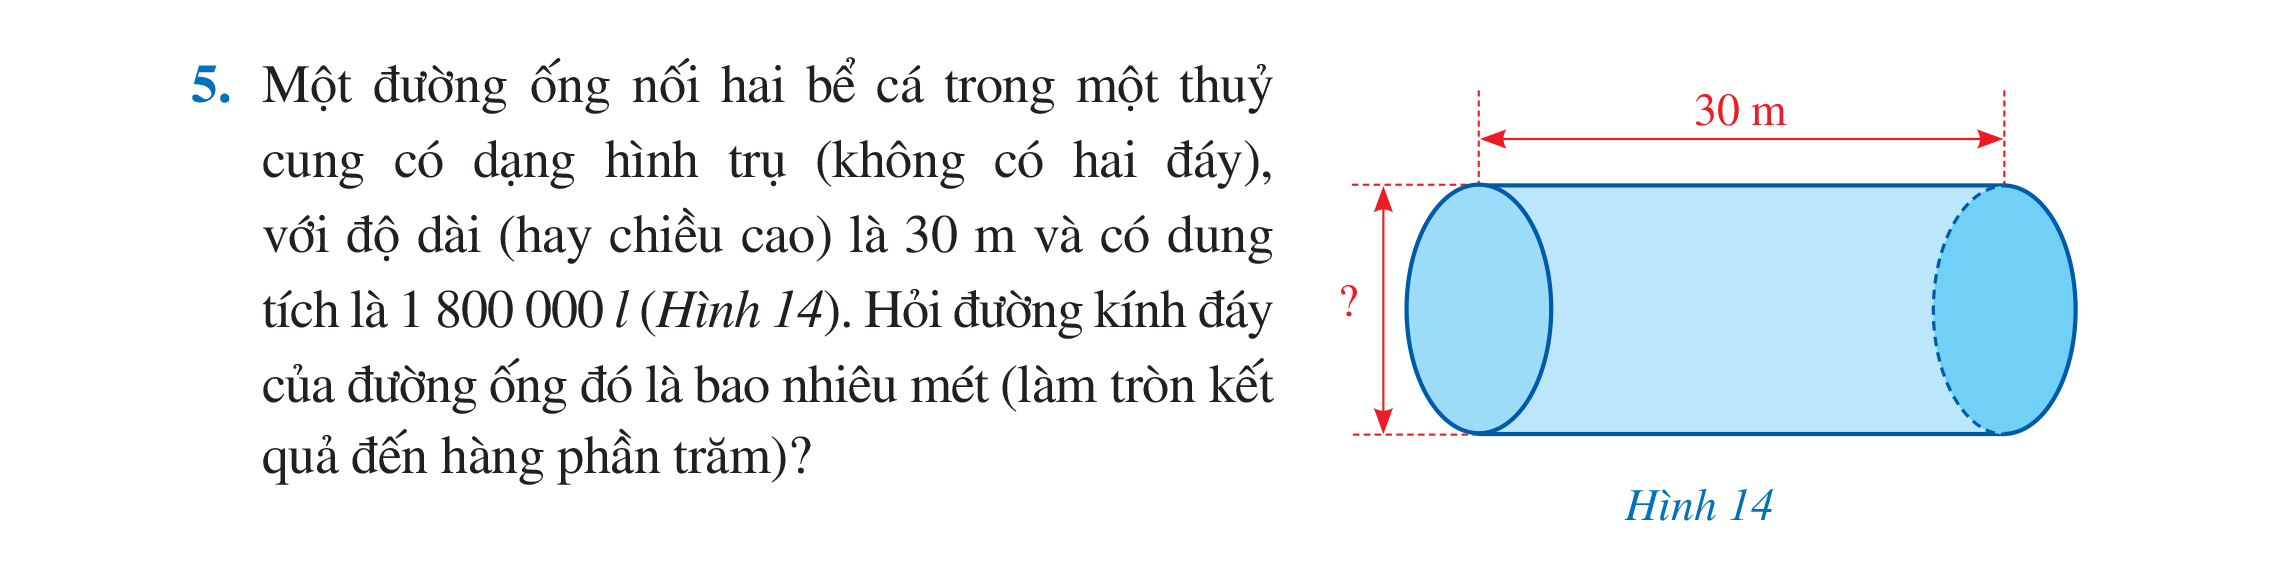 5. Một đường ống nối hai bể cá trong một thuỷ
cung có dạng hình trụ (không có hai đáy),
với độ dài (hay chiều cao) là 30 m và có dung
tích là 1 800 000 l (Hình 14). Hỏi đường kính đáy
của đường ống đó là bao nhiêu mét (làm tròn kết
quả đến hàng phần trăm)?
30 m
?
Hình 14